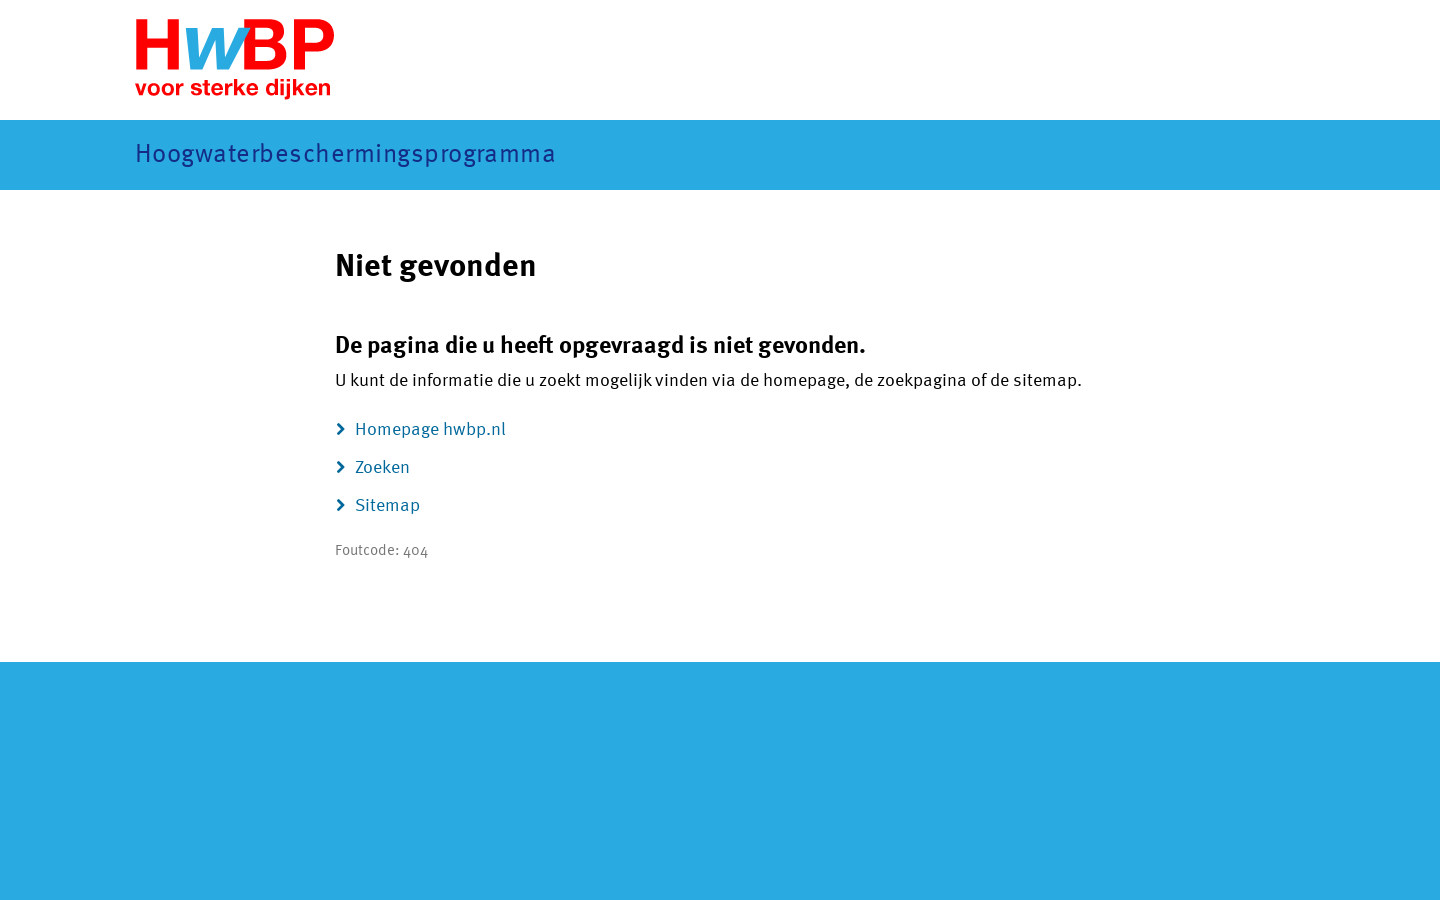 HwBP
voor sterke dijken
Hoogwaterbeschermingsprogramma
Niet gevonden
De pagina die u heeft opgevraagd is niet gevonden.
U kunt de informatie die u zoekt mogelijk vinden via de homepage, de zoekpagina of de sitemap.
Homepage hwbp.nl
Zoeken
Sitemap
Foutcode: 404